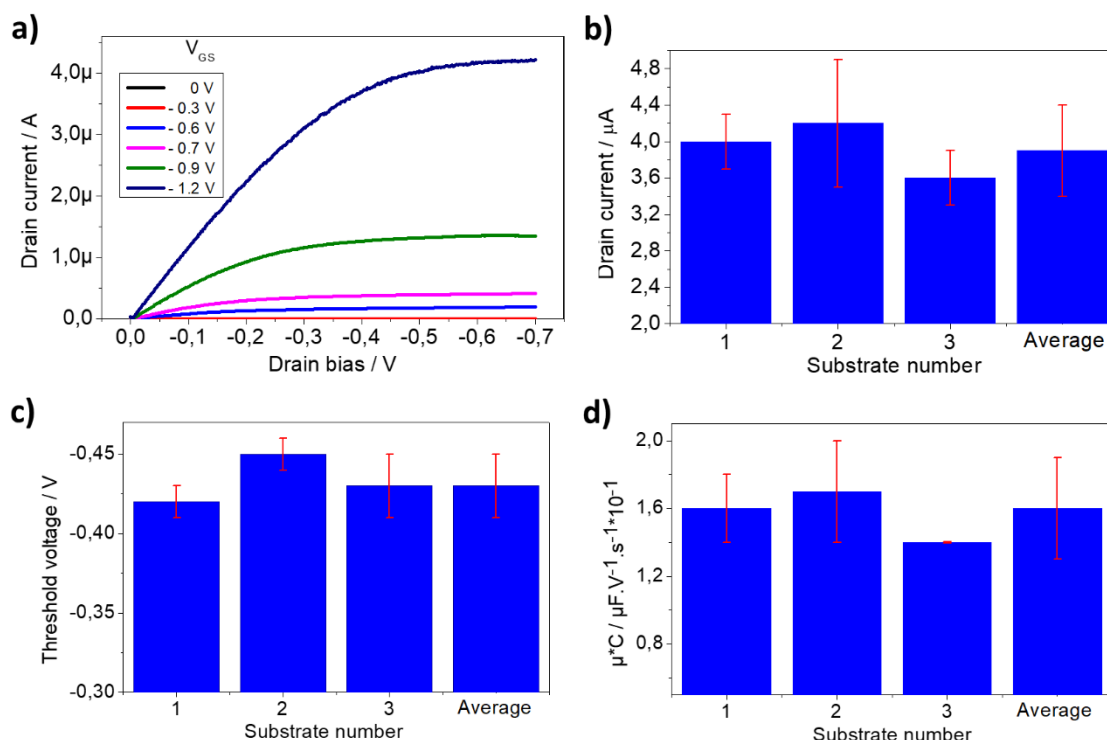 a)
V_GS
0 V
- 0.3 V
- 0.6 V
- 0.7 V
- 0.9 V
- 1.2 V
Drain current / A
4,0µ
3,0µ
2,0µ
1,0µ
0,0
0,0 -0,1 -0,2 -0,3 -0,4 -0,5 -0,6 -0,7
Drain bias / V
b)
Drain current / µA
4,8
4,4
4,0
3,6
3,2
2,8
2,4
2,0
1 2 3 Average
Substrate number
c)
Threshold voltage / V
-0,45
-0,40
-0,35
-0,30
1 2 3 Average
Substrate number
d)
µ*C / µF.V⁻¹.s⁻¹*10⁻¹
2,0
1,6
1,2
0,8
1 2 3 Average
Substrate number